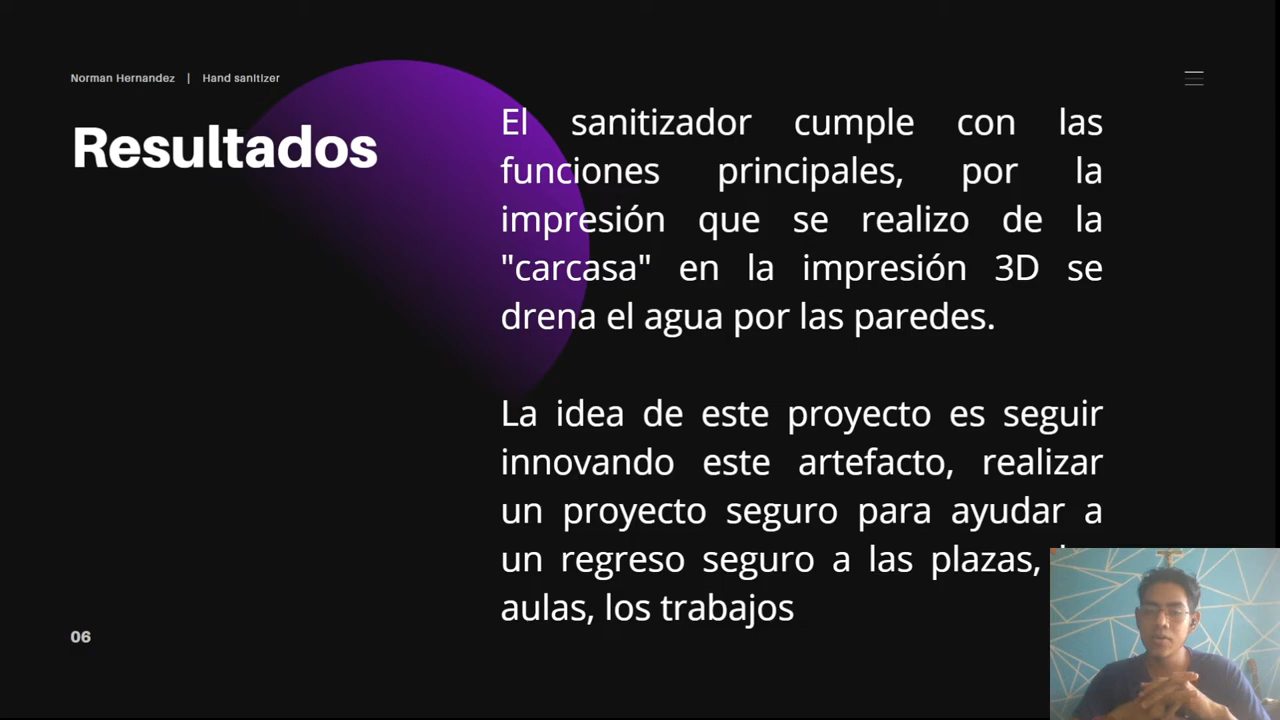 Norman Hernandez | Hand sanitizer
Resultados
El sanitizador cumple con las
funciones principales, por la
impresión que se realizo de la
"carcasa" en la impresión 3D se
drena el agua por las paredes.
La idea de este proyecto es seguir
innovando este artefacto, realizar
un proyecto seguro para ayudar a
un regreso seguro a las plazas,
aulas, los trabajos
06